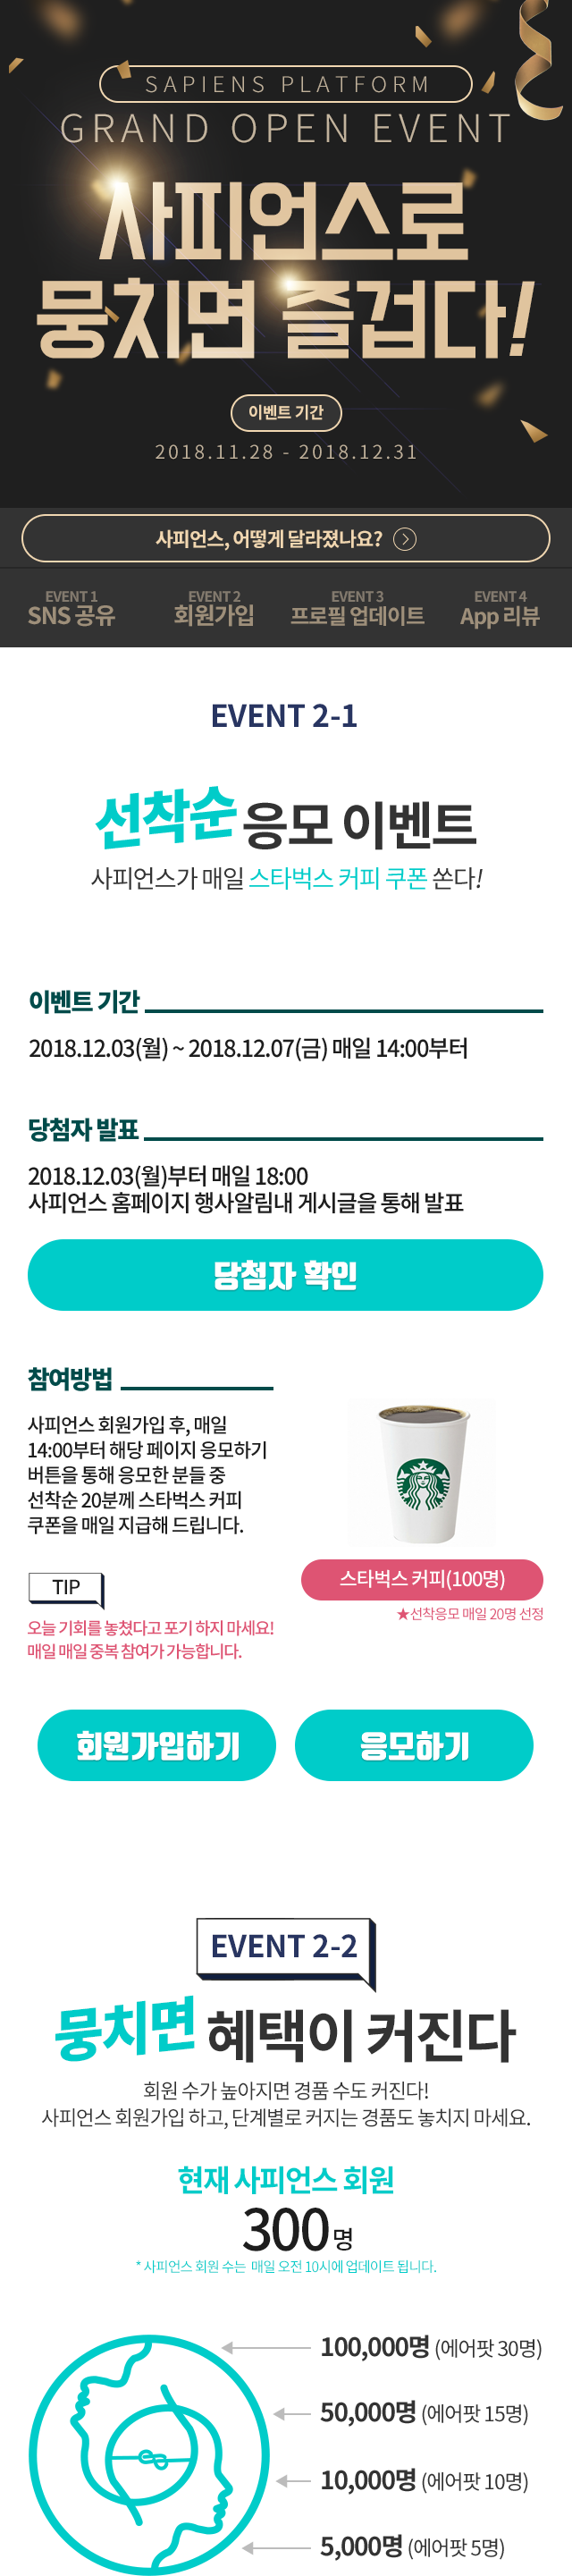 SAPIENS PLATFORM
GRAND OPEN EVENT
사피언스로
뭉치면 즐겁다!
이벤트 기간
2018.11.28 - 2018.12.31
사피언스, 어떻게 달라졌나요?
EVENT 1
SNS 공유
EVENT 2
회원가입
EVENT 3
프로필 업데이트
EVENT 4
App 리뷰
EVENT 2-1
선착순 응모 이벤트
사피언스가 매일 스타벅스 커피 쿠폰 쏜다!
이벤트 기간
2018.12.03(월) ~ 2018.12.07(금) 매일 14:00부터
당첨자 발표
2018.12.03(월)부터 매일 18:00
사피언스 홈페이지 행사알림내 게시글을 통해 발표
당첨자 확인
참여방법
사피언스 회원가입 후, 매일
14:00부터 해당 페이지 응모하기
버튼을 통해 응모한 분들 중
선착순 20분께 스타벅스 커피
쿠폰을 매일 지급해 드립니다.
TIP
오늘 기회를 놓쳤다고 포기 하지 마세요!
매일 매일 중복 참여가 가능합니다.
스타벅스 커피(100명)
★선착응모 매일 20명 선정
회원가입하기
응모하기
EVENT 2-2
뭉치면 혜택이 커진다
회원 수가 높아지면 경품 수도 커진다!
사피언스 회원가입 하고, 단계별로 커지는 경품도 놓치지 마세요.
현재 사피언스 회원
300명
* 사피언스 회원 수는 매일 오전 10시에 업데이트 됩니다.
100,000명 (에어팟 30명)
50,000명 (에어팟 15명)
10,000명 (에어팟 10명)
5,000명 (에어팟 5명)